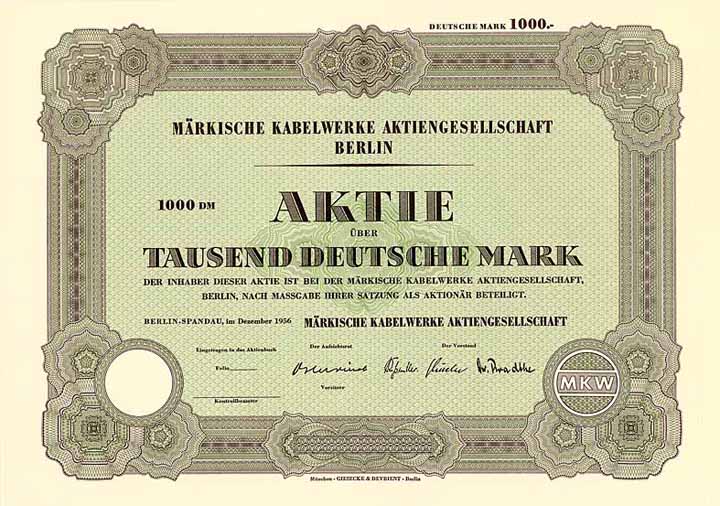 DEUTSCHE MARK 1000.-
MÄRKISCHE KABELWERKE AKTIENGESELLSCHAFT
BERLIN
1000 DM
AKTIE
ÜBER
TAUSEND DEUTSCHE MARK
DER INHABER DIESER AKTIE IST BEI DER MÄRKISCHE KABELWERKE AKTIENGESELLSCHAFT,
BERLIN, NACH MASSGABE IHRER SATZUNG ALS AKTIONÄR BETEILIGT.
BERLIN-SPANDAU, im Dezember 1956 MÄRKISCHE KABELWERKE AKTIENGESELLSCHAFT
Eingetragen in das Aktienbuch Der Aufsichtsrat Der Vorstand
Folio
Vorsitzer
Kontrollbeamter
MKW
München - GIESECKE & DEVRIENT - Berlin